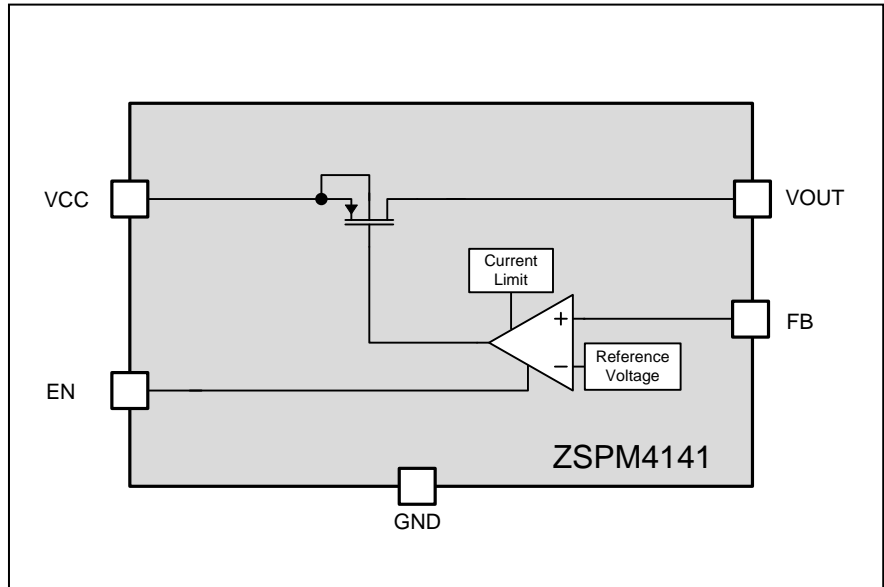 VCC
VOUT
Current
Limit
+
FB
Reference
Voltage
−
EN
ZSPM4141
GND